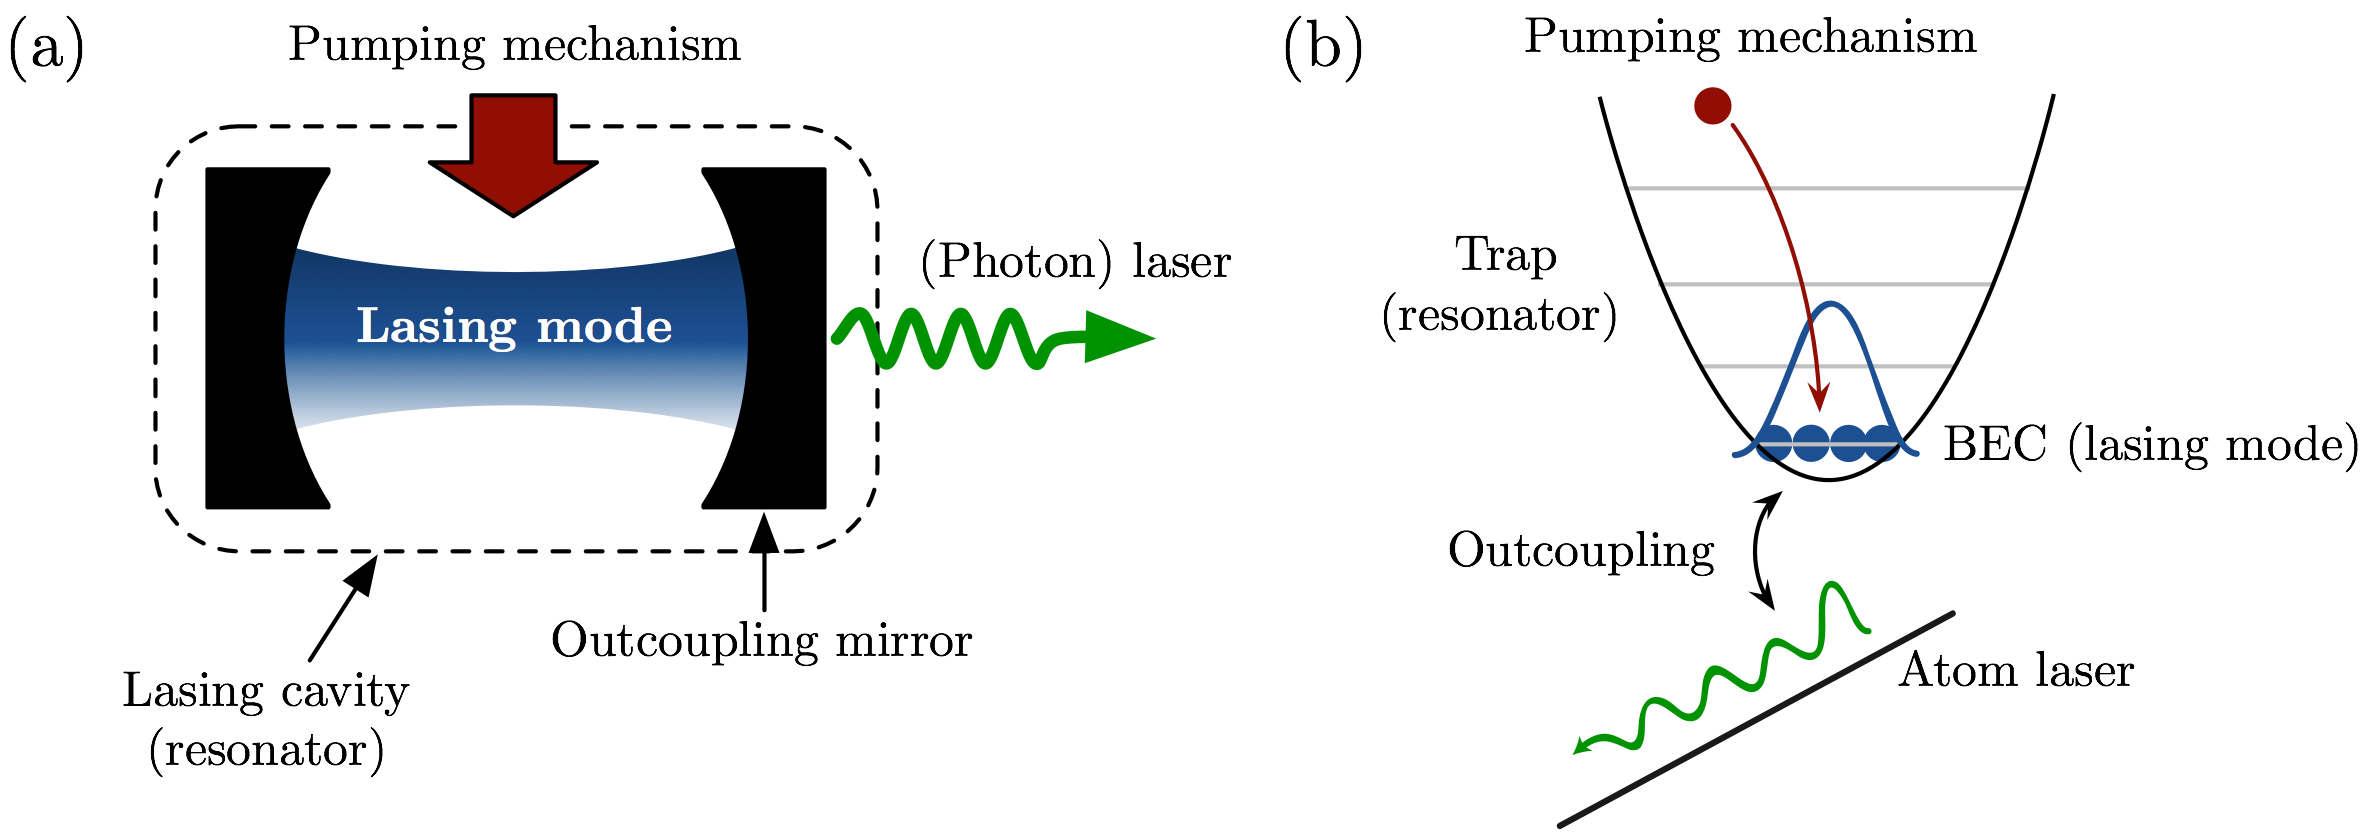 (a)
Pumping mechanism
Lasing mode
(Photon) laser
Outcoupling mirror
Lasing cavity
(resonator)
(b)
Pumping mechanism
Trap
(resonator)
BEC (lasing mode)
Outcoupling
Atom laser